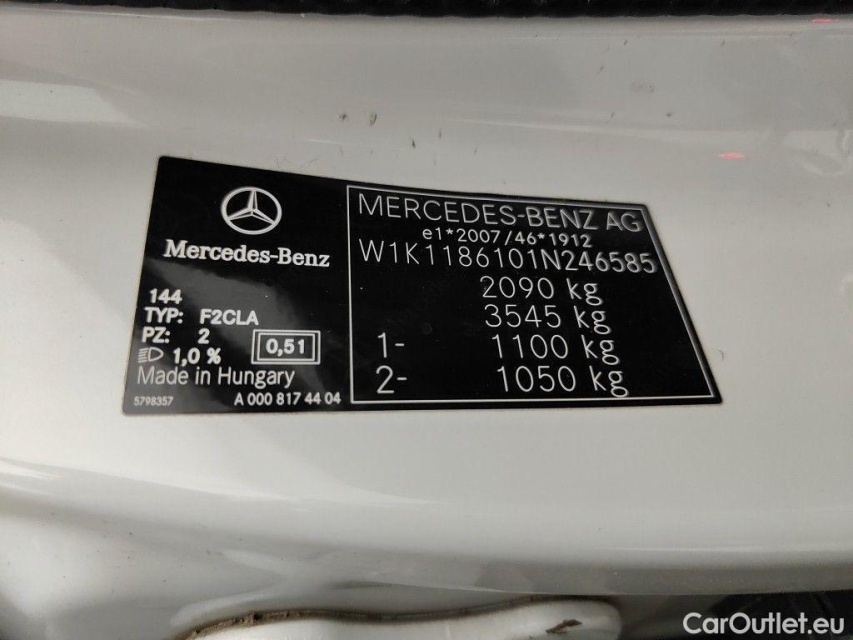 Mercedes-Benz
144
TYP: F2CLA
PZ: 2
1,0 %
0,51
Made in Hungary
5798357
A 000 817 44 04
MERCEDES-BENZ AG
e1*2007/46*1912
W1K1186101N246585
2090 kg
3545 kg
1- 1100 kg
2- 1050 kg
CarOutlet.eu